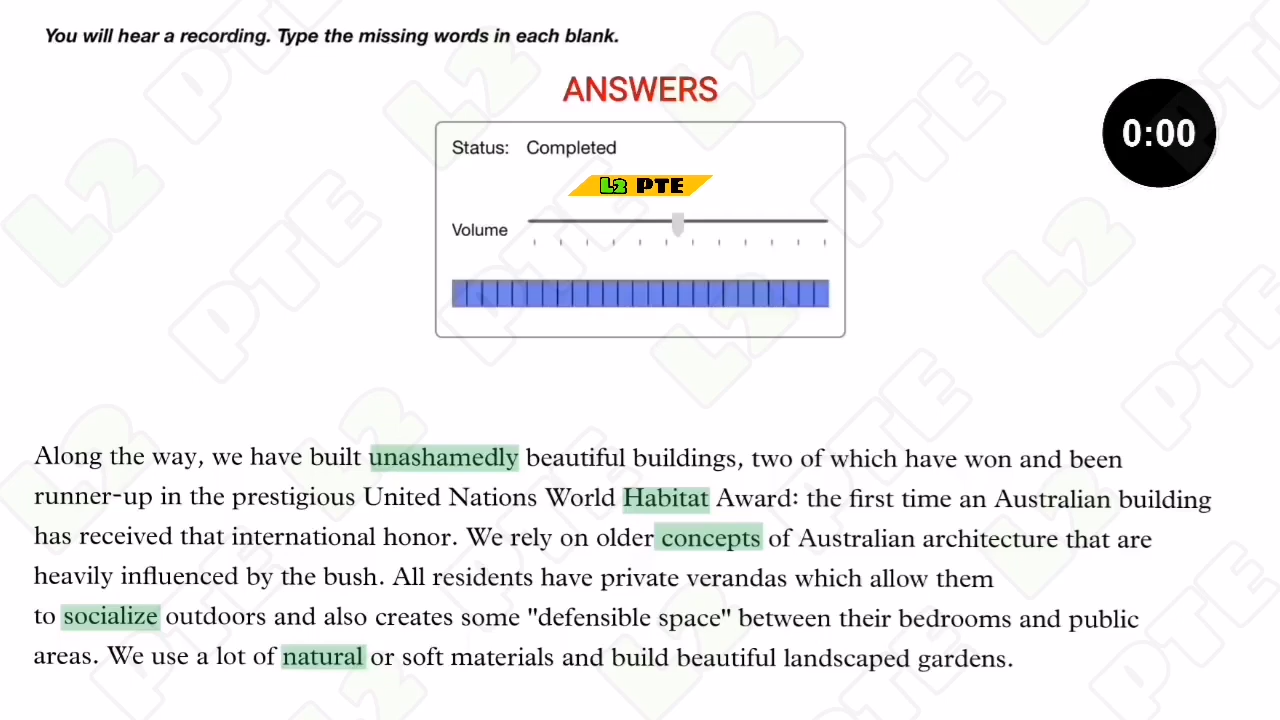 You will hear a recording. Type the missing words in each blank.
ANSWERS
0:00
Status: Completed
L2 PTE
Volume
Along the way, we have built unashamedly beautiful buildings, two of which have won and been
runner-up in the prestigious United Nations World Habitat Award: the first time an Australian building
has received that international honor. We rely on older concepts of Australian architecture that are
heavily influenced by the bush. All residents have private verandas which allow them
to socialize outdoors and also creates some "defensible space" between their bedrooms and public
areas. We use a lot of natural or soft materials and build beautiful landscaped gardens.